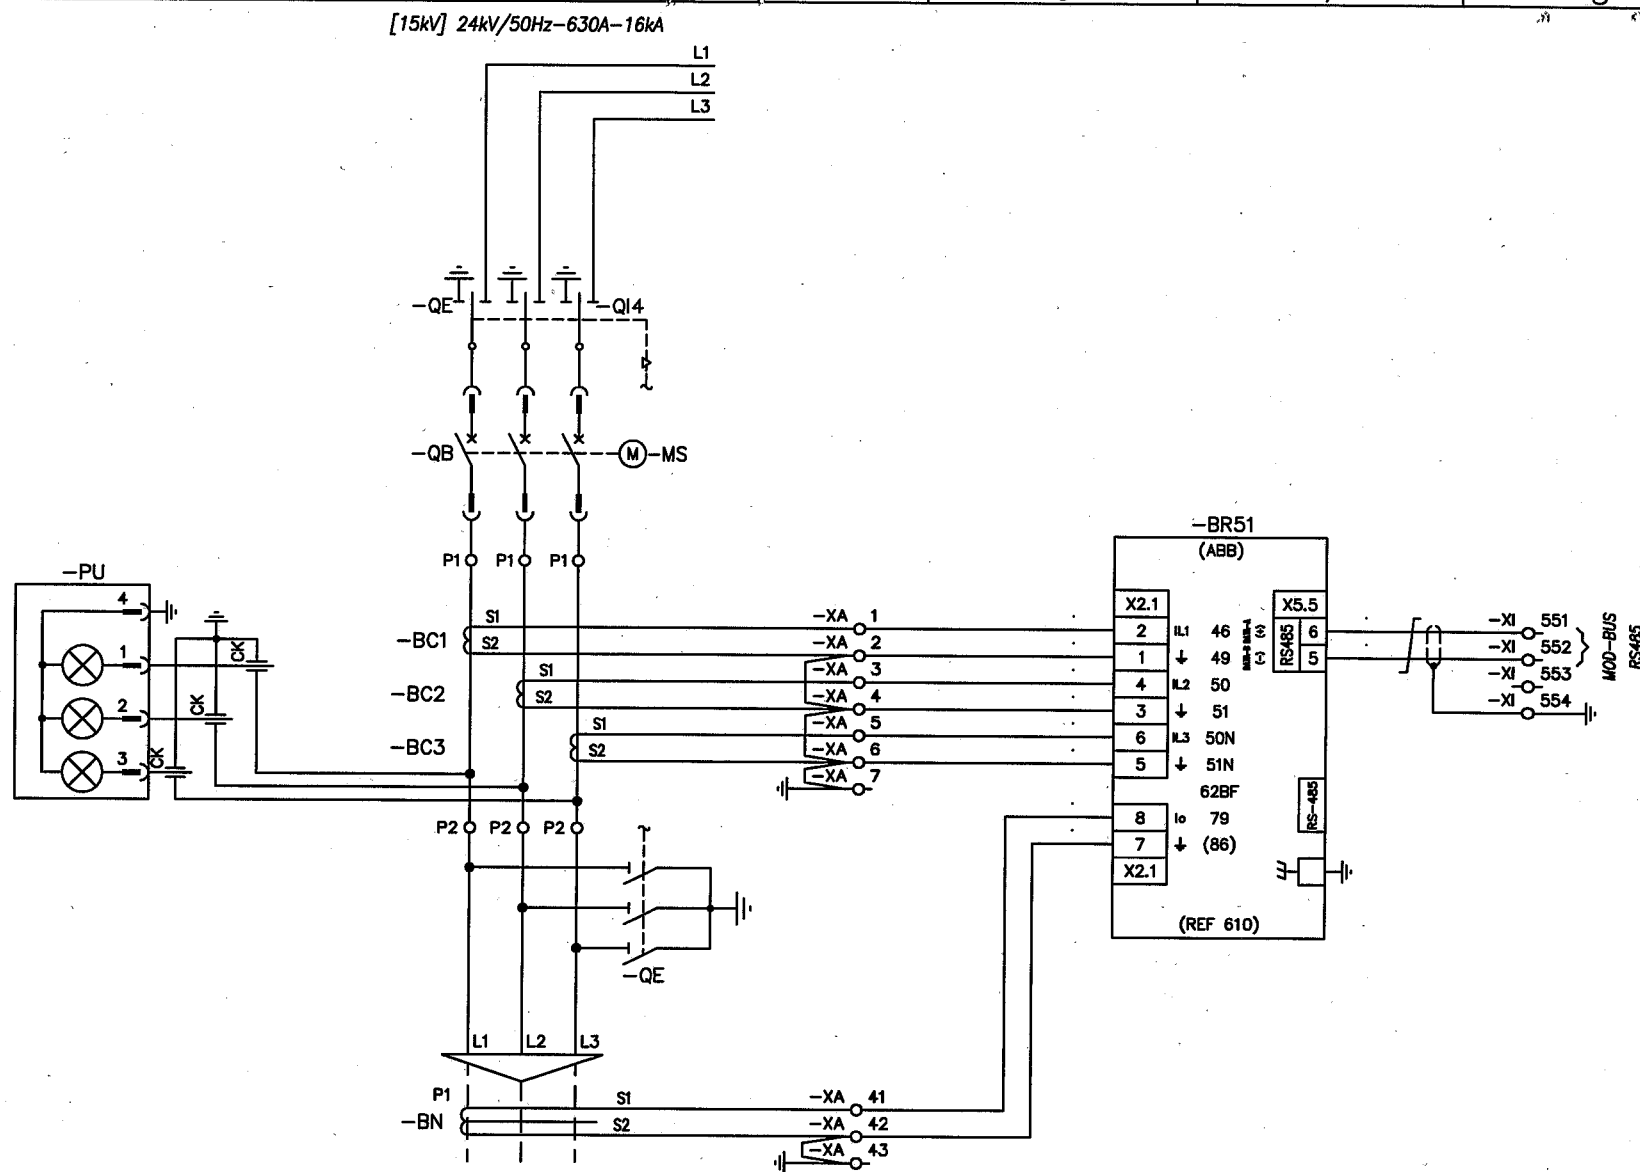 [15kV] 24kV/50Hz-630A-16kA
L1
L2
L3
-QE
-QI4
-QB
M
-MS
P1
P1
P1
-BR51
(ABB)
-PU
4
1
2
3
CK
CK
CK
-BC1
S1
S2
-BC2
S1
S2
-BC3
S1
S2
-XA 1
-XA 2
-XA 3
-XA 4
-XA 5
-XA 6
-XA 7
X2.1
2 IL1 46
1 49
4 IL2 50
3 51
6 IL3 50N
5 51N
62BF
8 Io 79
7 (86)
X2.1
(REF 610)
X5.5
RS485
6
5
(+)
(-)
RS-485
-XI 551
-XI 552
-XI 553
-XI 554
MOD-BUS
RS485
P2
P2
P2
-QE
L1
L2
L3
P1
-BN
S1
S2
-XA 41
-XA 42
-XA 43